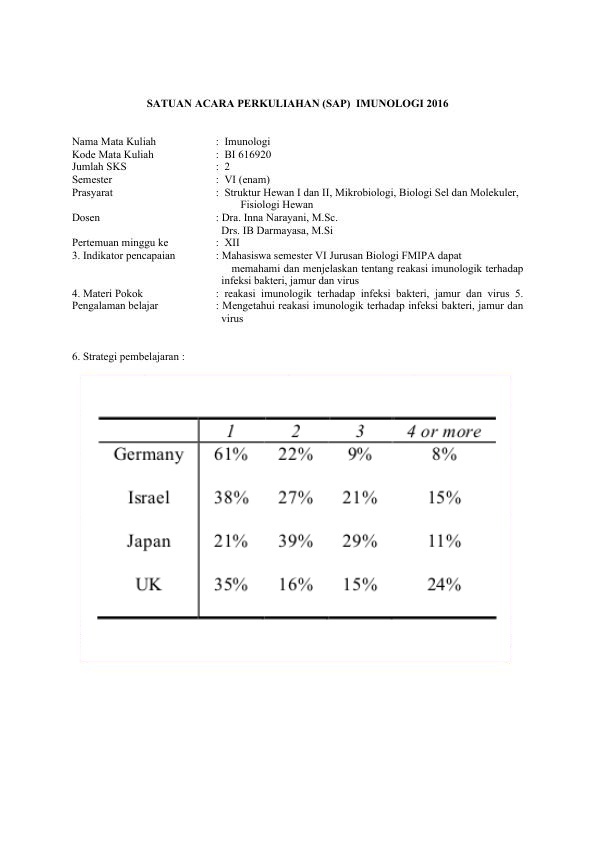 SATUAN ACARA PERKULIAHAN (SAP) IMUNOLOGI 2016
Nama Mata Kuliah : Imunologi
Kode Mata Kuliah : BI 616920
Jumlah SKS : 2
Semester : VI (enam)
Prasyarat : Struktur Hewan I dan II, Mikrobiologi, Biologi Sel dan Molekuler,
Fisiologi Hewan
Dosen : Dra. Inna Narayani, M.Sc.
Drs. IB Darmayasa, M.Si
Pertemuan minggu ke : XII
3. Indikator pencapaian : Mahasiswa semester VI Jurusan Biologi FMIPA dapat
memahami dan menjelaskan tentang reakasi imunologik terhadap
infeksi bakteri, jamur dan virus
4. Materi Pokok : reakasi imunologik terhadap infeksi bakteri, jamur dan virus 5.
Pengalaman belajar : Mengetahui reakasi imunologik terhadap infeksi bakteri, jamur dan
virus
6. Strategi pembelajaran :
1 2 3 4 or more
Germany 61% 22% 9% 8%
Israel 38% 27% 21% 15%
Japan 21% 39% 29% 11%
UK 35% 16% 15% 24%